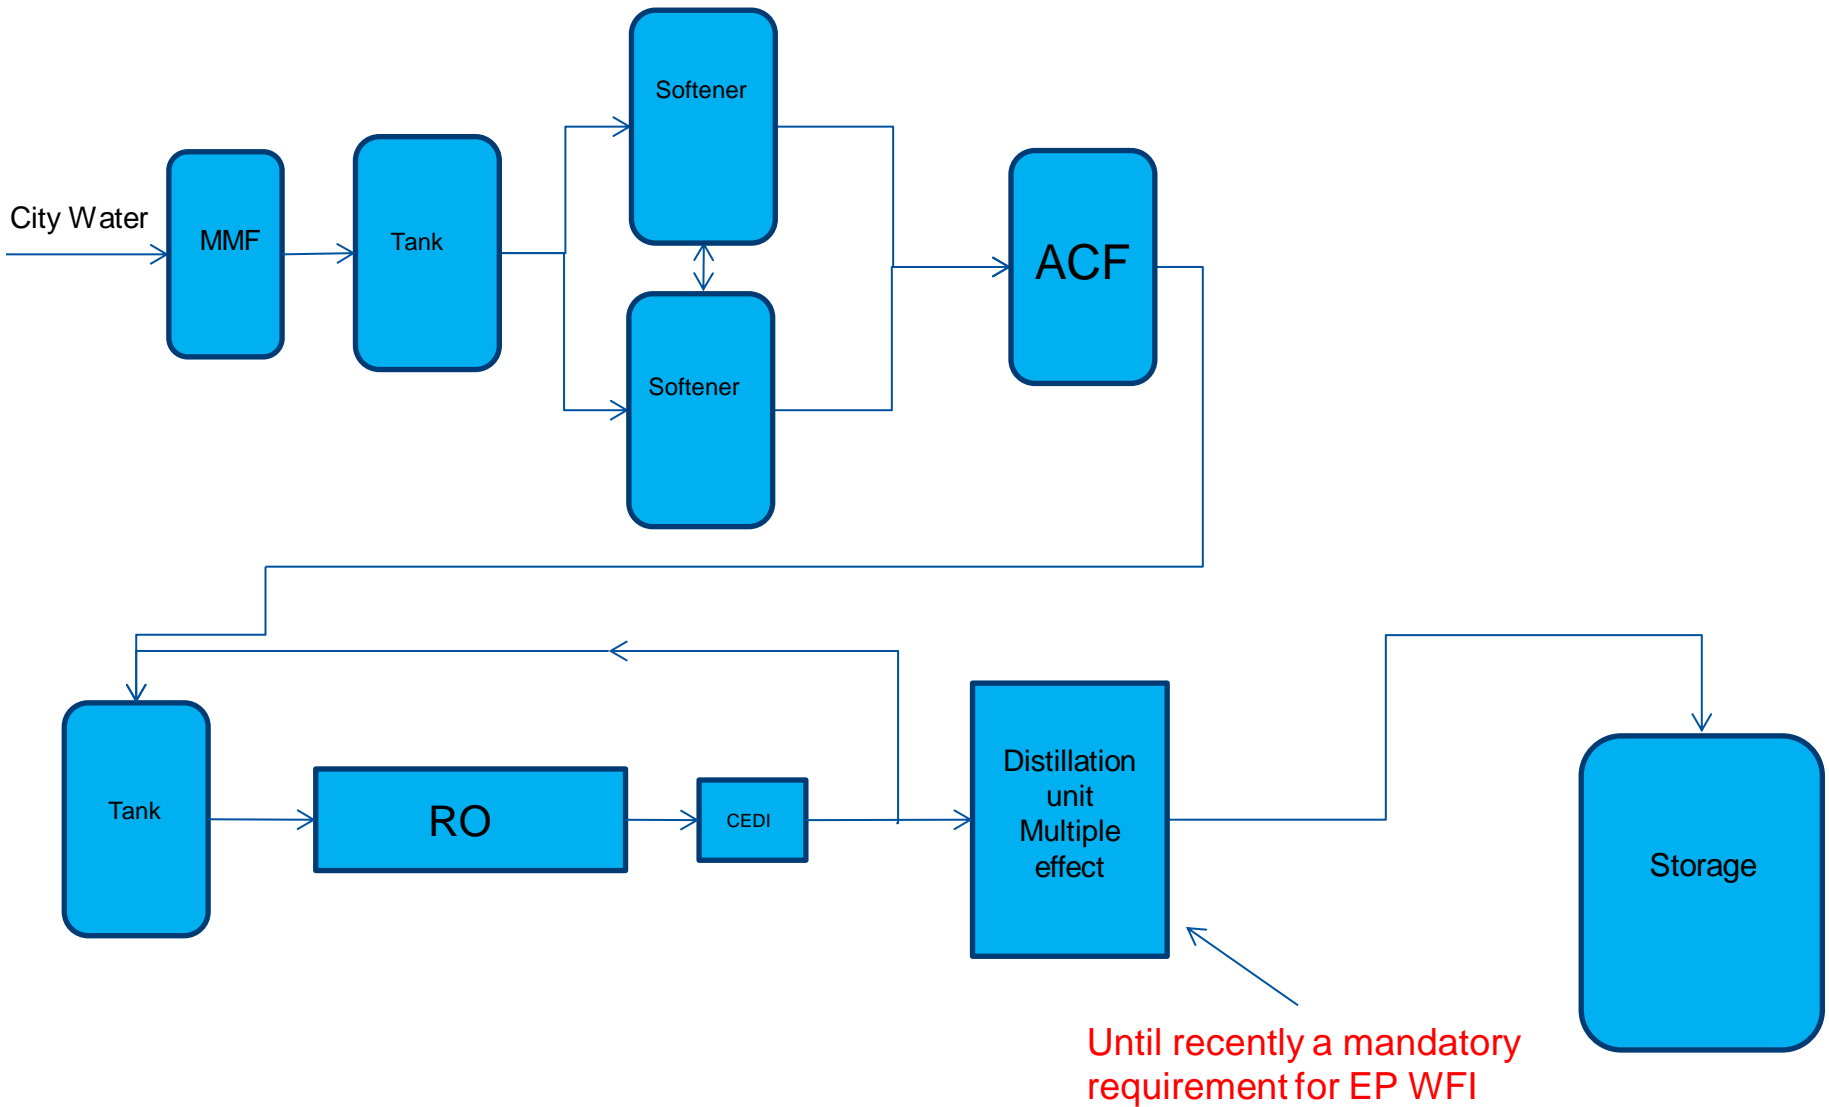 Softener
City Water
MMF
Tank
ACF
Softener
Tank
RO
CEDI
Distillation
unit
Multiple
effect
Storage
Until recently a mandatory
requirement for EP WFI